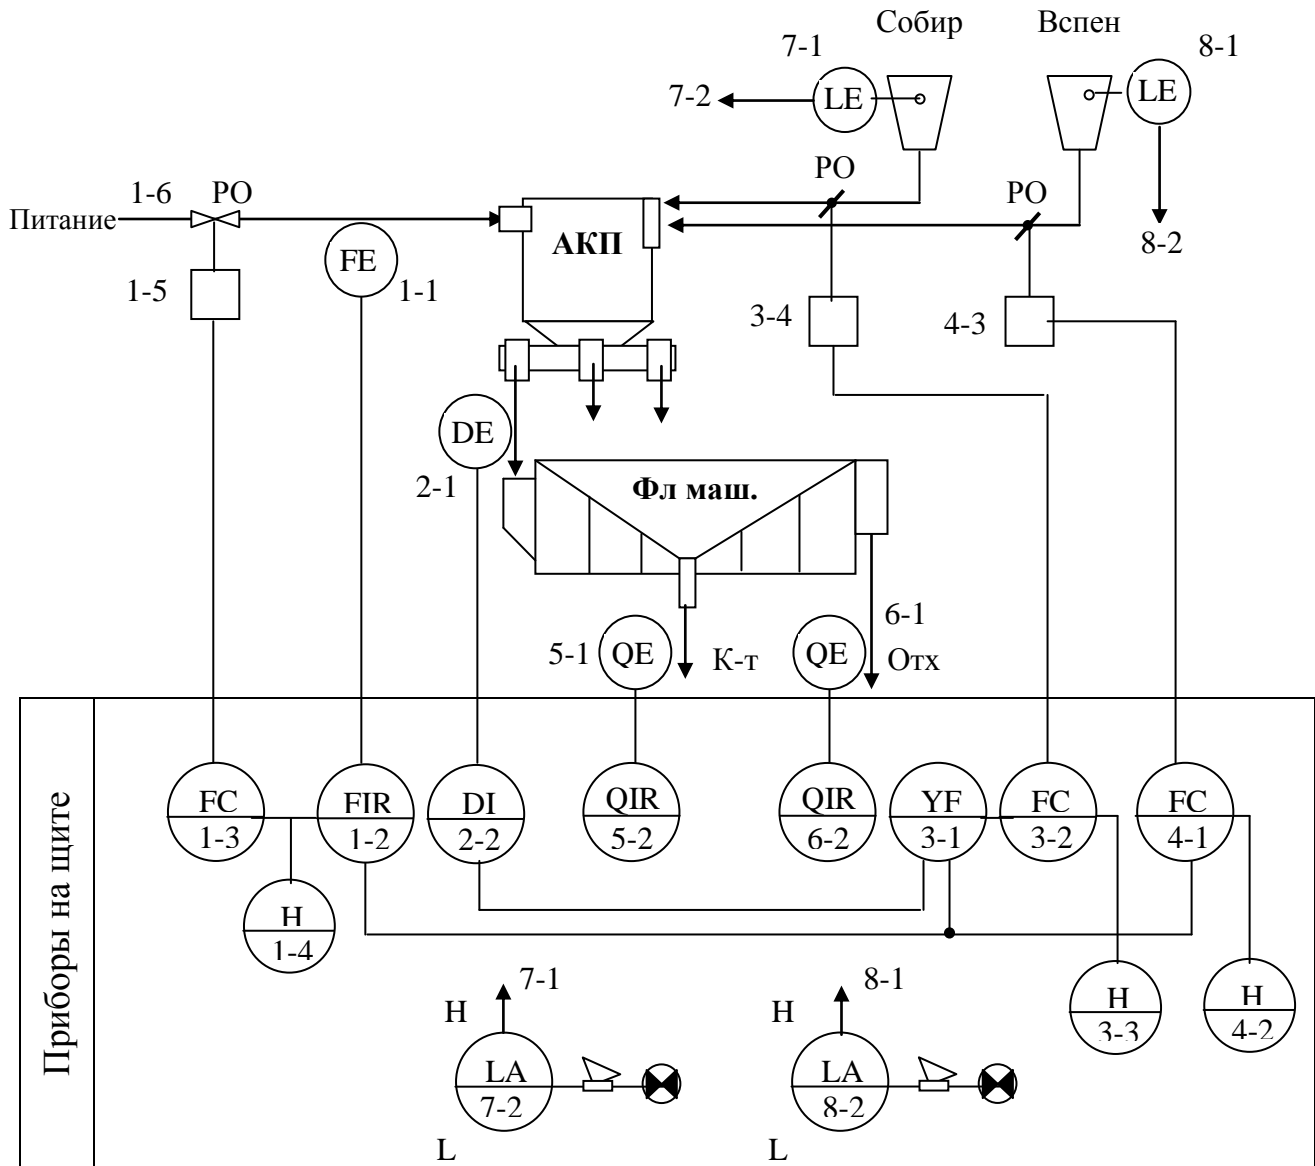 Собир Вспен
7-1 8-1
LE LE
7-2
РО
1-6 РО РО
Питание
АКП
8-2
FE
1-5 1-1 3-4 4-3
DE
2-1 Фл маш.
6-1
5-1 QE К-т QE Отх
FC FIR DI QIR QIR YF FC FC
1-3 1-2 2-2 5-2 6-2 3-1 3-2 4-1
Приборы на щите
H
1-4
7-1 8-1
H H
H H
3-3 4-2
LA LA
7-2 8-2
L L